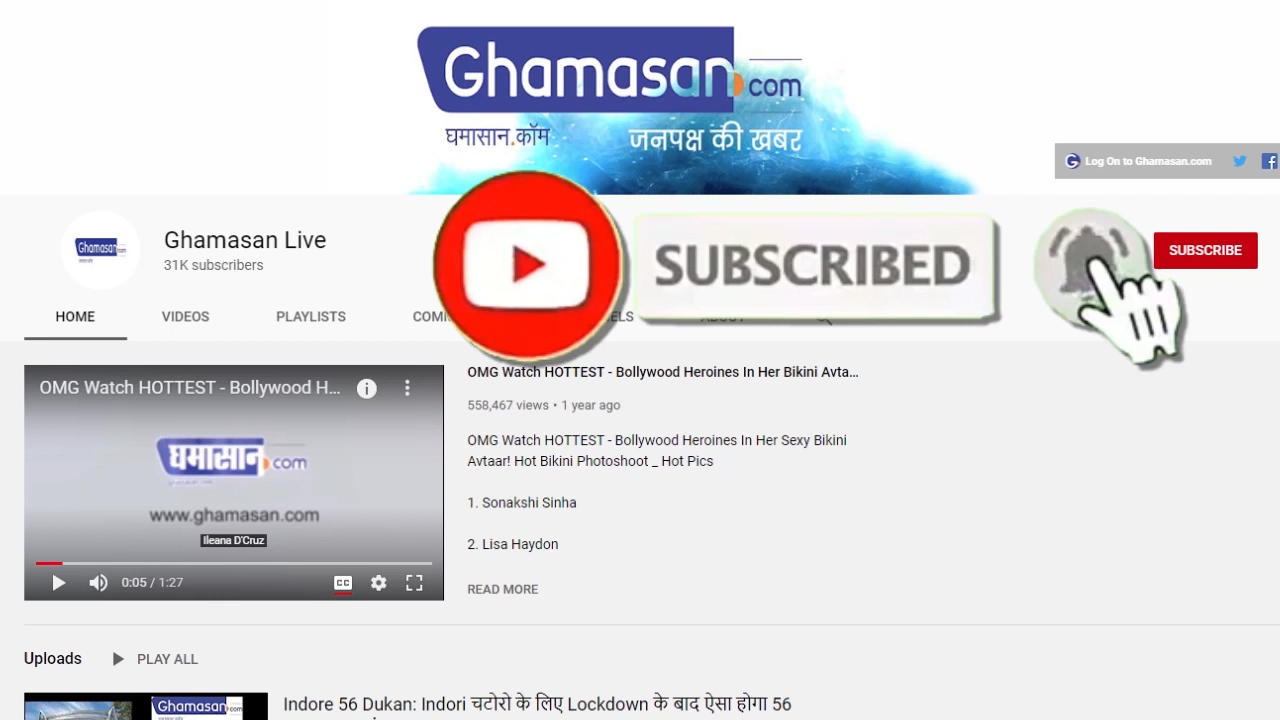 Ghamasan.com
घमासान.कॉम
जनपक्ष की खबर
Log On to Ghamasan.com
Ghamasan
Ghamasan Live
31K subscribers
SUBSCRIBED
SUBSCRIBE
HOME
VIDEOS
PLAYLISTS
OMG Watch HOTTEST - Bollywood H...
घमासान.com
www.ghamasan.com
Ileana D'Cruz
0:05 / 1:27
CC
OMG Watch HOTTEST - Bollywood Heroines In Her Bikini Avta...
558,467 views • 1 year ago
OMG Watch HOTTEST - Bollywood Heroines In Her Sexy Bikini
Avtaar! Hot Bikini Photoshoot _ Hot Pics
1. Sonakshi Sinha
2. Lisa Haydon
READ MORE
Uploads
PLAY ALL
Ghamasan.com
Indore 56 Dukan: Indori चटोरो के लिए Lockdown के बाद ऐसा होगा 56